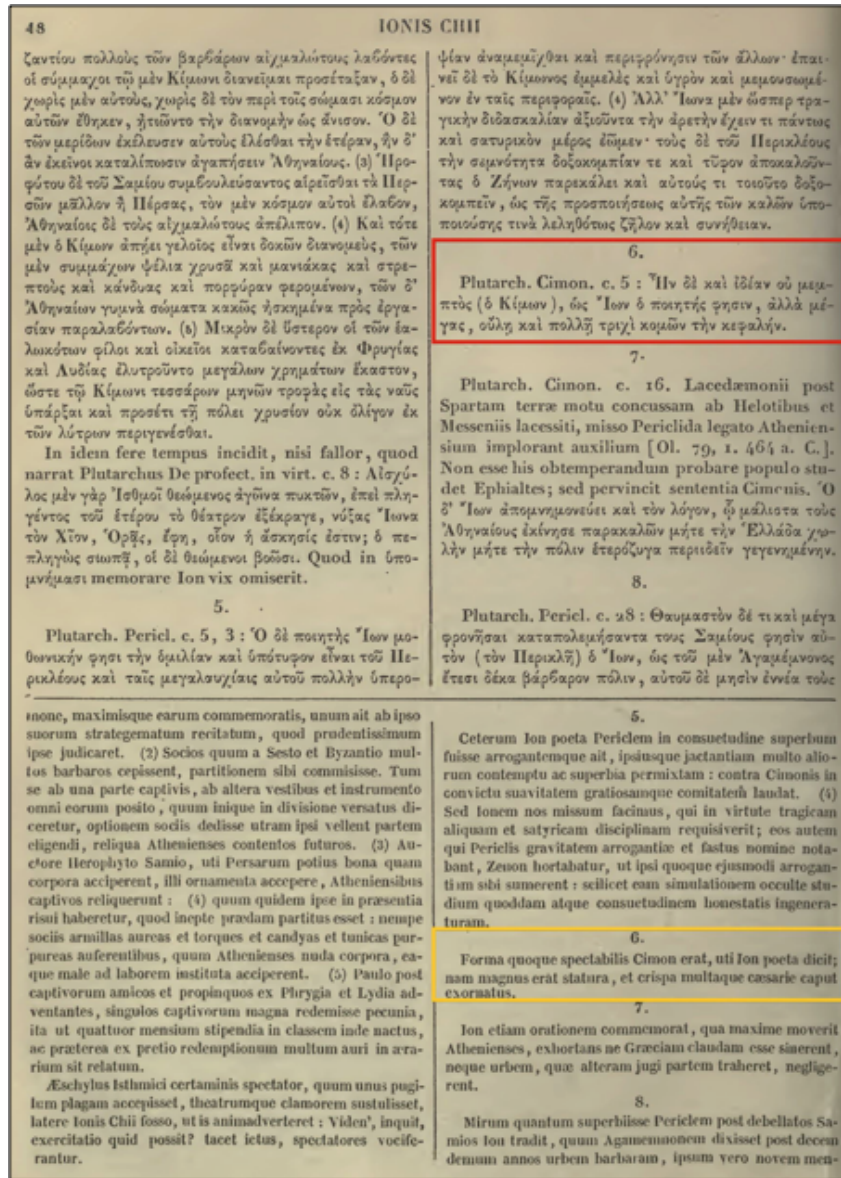 48
IONIS CHII
ζαντίου πολλοὺς τῶν βαρβάρων αἰχμαλώτους λαβόντες
οἱ σύμμαχοι τῷ μὲν Κίμωνι διανεῖμαι προσέταξαν, ὁ δὲ
χωρὶς μὲν αὐτοὺς, χωρὶς δὲ τὸν περὶ τοῖς σώμασι κόσμον
αὐτῶν ἔθηκεν, ᾐτιῶντο τὴν διανομὴν ὡς ἄνισον. Ὁ δὲ
τῶν μερίδων ἐκέλευσεν αὐτοὺς ἑλέσθαι τὴν ἑτέραν, ἣν δ᾽
ἂν ἐκεῖνοι καταλίπωσιν ἀγαπήσειν Ἀθηναίους. (3) Ἡρο-
φύτου δὲ τοῦ Σαμίου συμβουλεύσαντος αἱρεῖσθαι τὰ Περ-
σῶν μᾶλλον ἢ Πέρσας, τὸν μὲν κόσμον αὐτοὶ ἔλαβον,
Ἀθηναίοις δὲ τοὺς αἰχμαλώτους ἀπέλιπον. (4) Καὶ τότε
μὲν ὁ Κίμων ἀπῄει γελοῖος εἶναι δοκῶν διανομεὺς, τῶν
μὲν συμμάχων ψέλια χρυσᾶ καὶ μανιάκας καὶ στρε-
πτοὺς καὶ κάνδυας καὶ πορφύραν φερομένων, τῶν δ᾽
Ἀθηναίων γυμνὰ σώματα κακῶς ἠσκημένα πρὸς ἐργα-
σίαν παραλαβόντων. (5) Μικρὸν δὲ ὕστερον οἱ τῶν ἑα-
λωκότων φίλοι καὶ οἰκεῖοι καταβαίνοντες ἐκ Φρυγίας
καὶ Λυδίας ἐλυτροῦντο μεγάλων χρημάτων ἕκαστον,
ὥστε τῷ Κίμωνι τεσσάρων μηνῶν τροφὰς εἰς τὰς ναῦς
ὑπάρξαι καὶ προσέτι τῇ πόλει χρυσίον οὐκ ὀλίγον ἐκ
τῶν λύτρων περιγενέσθαι.
In idem fere tempus incidit, nisi fallor, quod
narrat Plutarchus De profect. in virt. c. 8 : Αἰσχύ-
λος μὲν γὰρ Ἰσθμοῖ θεώμενος ἀγῶνα πυκτῶν, ἐπεὶ πλη-
γέντος τοῦ ἑτέρου τὸ θέατρον ἐξέκραγε, νύξας Ἴωνα
τὸν Χῖον, Ὁρᾷς, ἔφη, οἷον ἡ ἄσκησίς ἐστιν; ὁ πε-
πληγὼς σιωπᾷ, οἱ δὲ θεώμενοι βοῶσι. Quod in ὑπο-
μνήμασι memorare Ion vix omiserit.
5.
Plutarch. Pericl. c. 5, 3 : Ὁ δὲ ποιητὴς Ἴων μο-
θωνικήν φησι τὴν ὁμιλίαν καὶ ὑπότυφον εἶναι τοῦ Πε-
ρικλέους καὶ ταῖς μεγαλαυχίαις αὐτοῦ πολλὴν ὑπερο-
ψίαν ἀναμεμῖχθαι καὶ περιφρόνησιν τῶν ἄλλων· ἐπαι-
νεῖ δὲ τὸ Κίμωνος ἐμμελὲς καὶ ὑγρὸν καὶ μεμουσωμέ-
νον ἐν ταῖς περιφοραῖς. (4) Ἀλλ᾽ Ἴωνα μὲν ὥσπερ τρα-
γικὴν διδασκαλίαν ἀξιοῦντα τὴν ἀρετὴν ἔχειν τι πάντως
καὶ σατυρικὸν μέρος ἐῶμεν· τοὺς δὲ τοῦ Περικλέους
τὴν σεμνότητα δοξοκομπίαν τε καὶ τῦφον ἀποκαλοῦν-
τας ὁ Ζήνων παρεκάλει καὶ αὐτούς τι τοιοῦτο δοξο-
κομπεῖν, ὡς τῆς προσποιήσεως αὐτῆς τῶν καλῶν ὑπο-
ποιούσης τινὰ λεληθότως ζῆλον καὶ συνήθειαν.
6.
Plutarch. Cimon. c. 5 : Ἦν δὲ καὶ ἰδέαν οὐ μεμ-
πτὸς (ὁ Κίμων), ὡς Ἴων ὁ ποιητής φησιν, ἀλλὰ μέ-
γας, οὔλῃ καὶ πολλῇ τριχὶ κομῶν τὴν κεφαλήν.
7.
Plutarch. Cimon. c. 16. Lacedæmonii post
Spartam terræ motu concussam ab Helotibus et
Messeniis lacessiti, misso Periclida legato Athenien-
sium implorant auxilium [Ol. 79, 1. 464 a. C.].
Non esse his obtemperandum probare populo stu-
det Ephialtes; sed pervincit sententia Cimonis. Ὁ
δ᾽ Ἴων ἀπομνημονεύει καὶ τὸν λόγον, ᾧ μάλιστα τοὺς
Ἀθηναίους ἐκίνησε παρακαλῶν μήτε τὴν Ἑλλάδα χω-
λὴν μήτε τὴν πόλιν ἑτερόζυγα περιιδεῖν γεγενημένην.
8.
Plutarch. Pericl. c. 28 : Θαυμαστὸν δέ τι καὶ μέγα
φρονῆσαι καταπολεμήσαντα τους Σαμίους φησὶν αὐ-
τὸν (τὸν Περικλῆ) ὁ Ἴων, ὡς τοῦ μὲν Ἀγαμέμνονος
ἔτεσι δέκα βάρβαρον πόλιν, αὐτοῦ δὲ μησὶν ἐννέα τοὺς
mone, maximisque earum commemoratis, unum ait ab ipso
suorum strategematum recitatum, quod prudentissimum
ipse judicaret. (2) Socios quum a Sesto et Byzantio mul-
tos barbaros cepissent, partitionem sibi commisisse. Tum
se ab una parte captivis, ab altera vestibus et instrumento
omni eorum posito, quum inique in divisione versatus di-
ceretur, optionem sociis dedisse utram ipsi vellent partem
eligendi, reliqua Athenienses contentos futuros. (3) Au-
ctore Herophyto Samio, uti Persarum potius bona quam
corpora acciperent, illi ornamenta accepere, Atheniensibus
captivos reliquerunt : (4) quum quidem ipse in præsentia
risui haberetur, quod inepte prædam partitus esset : nempe
sociis armillas aureas et torques et candyas et tunicas pur-
pureas auferentibus, quum Athenienses nuda corpora, ea-
que male ad laborem instituta acciperent. (5) Paulo post
captivorum amicos et propinquos ex Phrygia et Lydia ad-
ventantes, singulos captivorum magna redemisse pecunia,
ita ut quattuor mensium stipendia in classem inde nactus,
ac præterea ex pretio redemptionum multum auri in æra-
rium sit relatum.
Æschylus Isthmici certaminis spectator, quum unus pugi-
lum plagam accepisset, theatrumque clamorem sustulisset,
latere Ionis Chii fosso, ut is animadverteret : Viden', inquit,
exercitatio quid possit? tacet ictus, spectatores vocife-
rantur.
5.
Ceterum Ion poeta Periclem in consuetudine superbum
fuisse arrogantemque ait, ipsiusque jactantiam multo alio-
rum contemptu ac superbia permixtam : contra Cimonis in
convictu suavitatem gratiosamque comitatem laudat. (4)
Sed Ionem nos missum facimus, qui in virtute tragicam
aliquam et satyricam disciplinam requisiverit; eos autem
qui Periclis gravitatem arrogantiæ et fastus nomine nota-
bant, Zenon hortabatur, ut ipsi quoque ejusmodi arrogan-
tiam sibi sumerent : scilicet eam simulationem occulte stu-
dium quoddam atque consuetudinem honestatis ingenera-
turam.
6.
Forma quoque spectabilis Cimon erat, uti Ion poeta dicit;
nam magnus erat statura, et crispa multaque cæsarie caput
exornatus.
7.
Ion etiam orationem commemorat, qua maxime moverit
Athenienses, exhortans ne Græciam claudam esse sinerent,
neque urbem, quæ alteram jugi partem traheret, neglige-
rent.
8.
Mirum quantum superbiisse Periclem post debellatos Sa-
mios Ion tradit, quum Agamemnonem dixisset post decem
demum annos urbem barbaram, ipsum vero novem men-